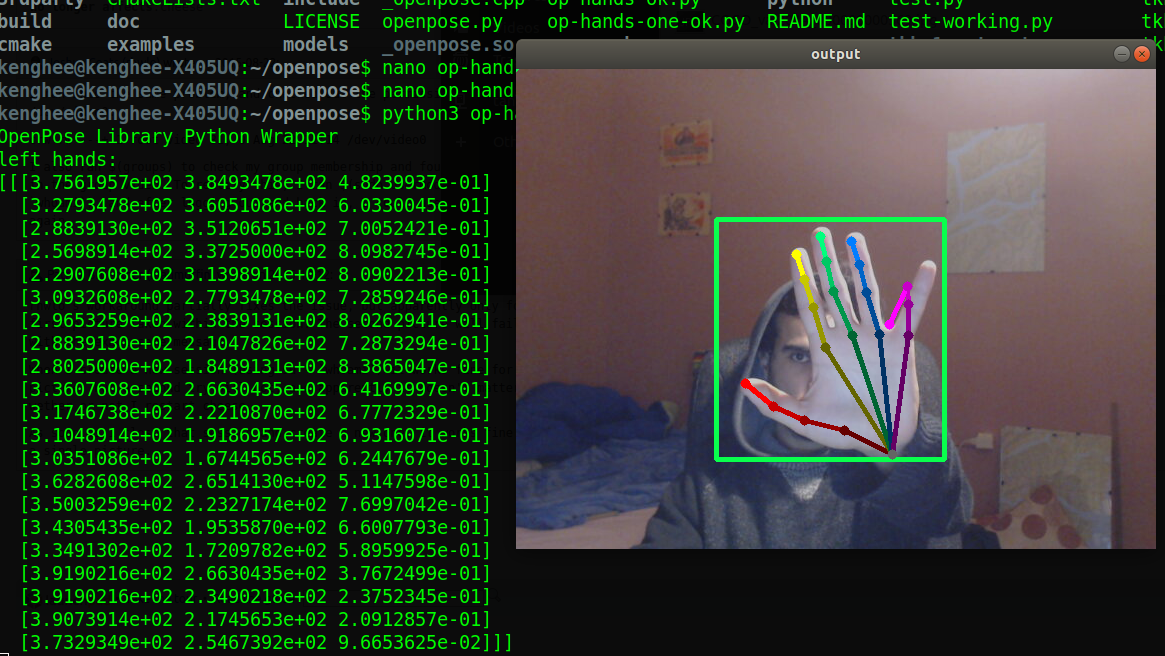 3rdparty CMakeLists.txt include _openpose.cpp op-hands-ok.py python test.py
build doc LICENSE openpose.py op-hands-one-ok.py README.md test-working.py tk
cmake examples models _openpose.so
output
kenghee@kenghee-X405UQ:~/openpose$ nano op-hand
kenghee@kenghee-X405UQ:~/openpose$ nano op-hand
kenghee@kenghee-X405UQ:~/openpose$ python3 op-h
OpenPose Library Python Wrapper
left hands:
[[[3.7561957e+02 3.8493478e+02 4.8239937e-01]
[3.2793478e+02 3.6051086e+02 6.0330045e-01]
[2.8839130e+02 3.5120651e+02 7.0052421e-01]
[2.5698914e+02 3.3725000e+02 8.0982745e-01]
[2.2907608e+02 3.1398914e+02 8.0902213e-01]
[3.0932608e+02 2.7793478e+02 7.2859246e-01]
[2.9653259e+02 2.3839131e+02 8.0262941e-01]
[2.8839130e+02 2.1047826e+02 7.2873294e-01]
[2.8025000e+02 1.8489131e+02 8.3865047e-01]
[3.3607608e+02 2.6630435e+02 6.4169997e-01]
[3.1746738e+02 2.2210870e+02 6.7772329e-01]
[3.1048914e+02 1.9186957e+02 6.9316071e-01]
[3.0351086e+02 1.6744565e+02 6.2447679e-01]
[3.6282608e+02 2.6514130e+02 5.1147598e-01]
[3.5003259e+02 2.2327174e+02 7.6997042e-01]
[3.4305435e+02 1.9535870e+02 6.6007793e-01]
[3.3491302e+02 1.7209782e+02 5.8959925e-01]
[3.9190216e+02 2.6630435e+02 3.7672499e-01]
[3.9190216e+02 2.3490218e+02 2.3752345e-01]
[3.9073914e+02 2.1745653e+02 2.0912857e-01]
[3.7329349e+02 2.5467392e+02 9.6653625e-02]]]